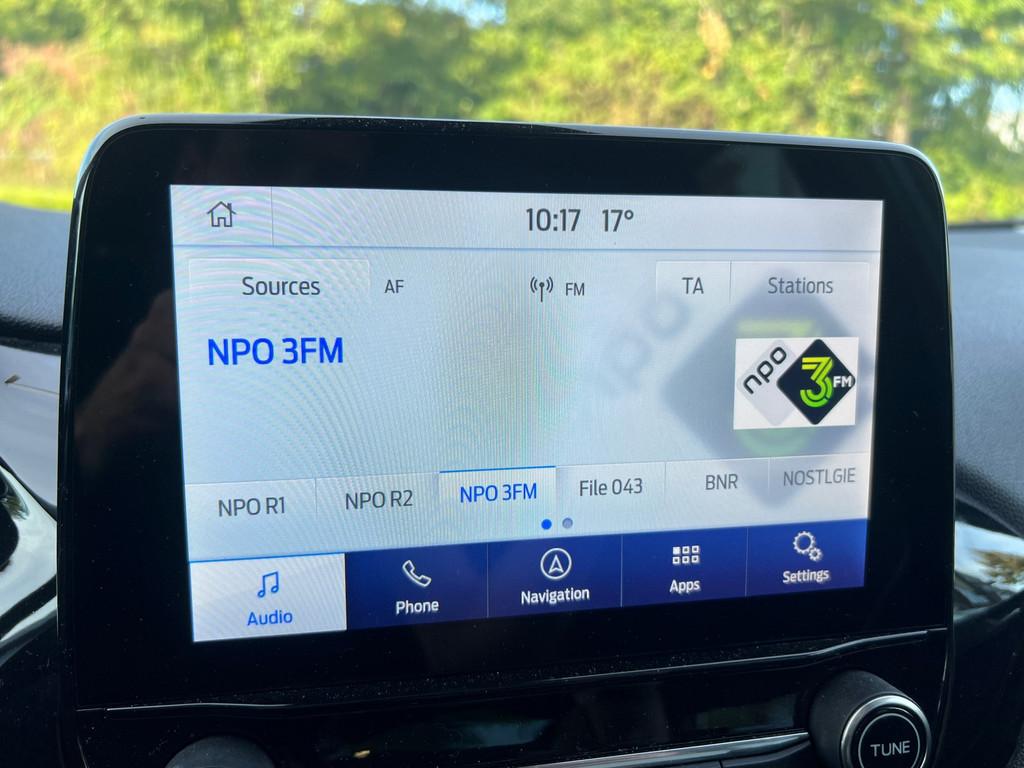 10:17 17°
Sources AF FM TA Stations
NPO 3FM
npo 3FM
NPO R1 NPO R2 NPO 3FM File 043 BNR NOSTLGIE
Audio Phone Navigation Apps Settings
TUNE